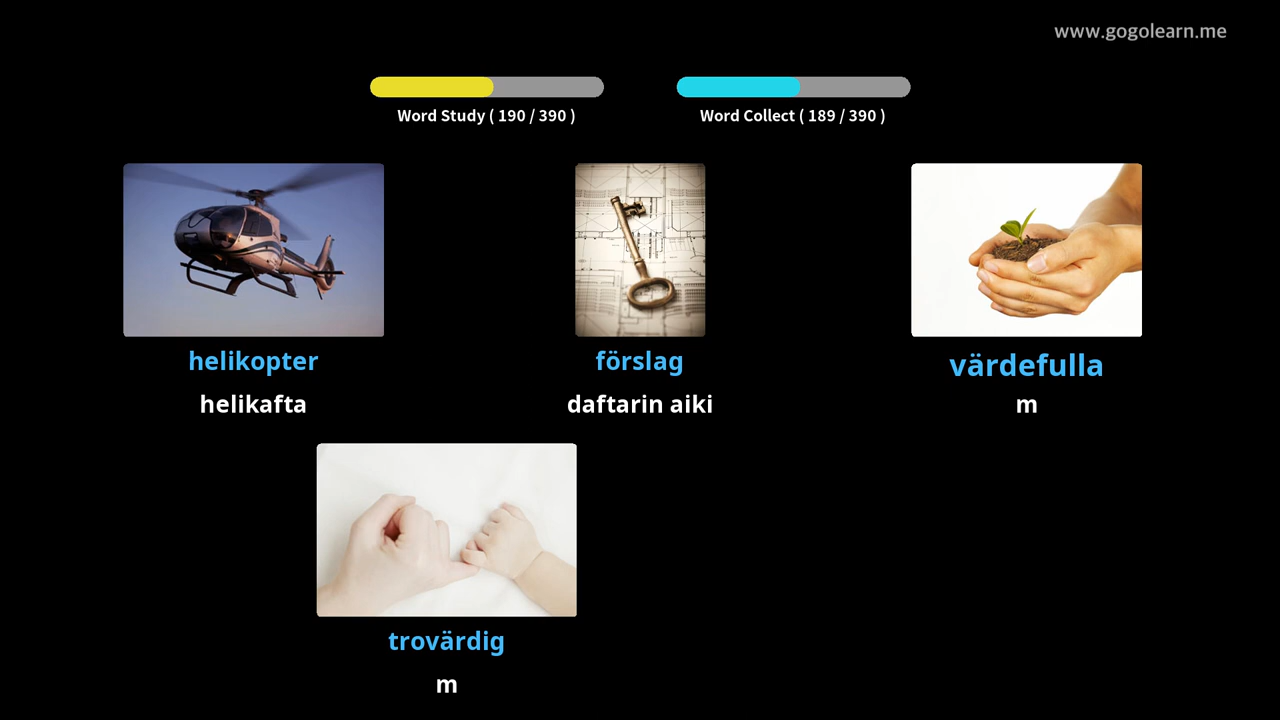 www.gogolearn.me
Word Study ( 190 / 390 )
Word Collect ( 189 / 390 )
helikopter
helikafta
förslag
daftarin aiki
värdefulla
m
trovärdig
m